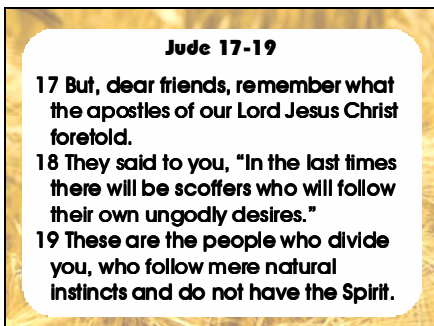 Jude 17-19
17 But, dear friends, remember what
the apostles of our Lord Jesus Christ
foretold.
18 They said to you, “In the last times
there will be scoffers who will follow
their own ungodly desires.”
19 These are the people who divide
you, who follow mere natural
instincts and do not have the Spirit.